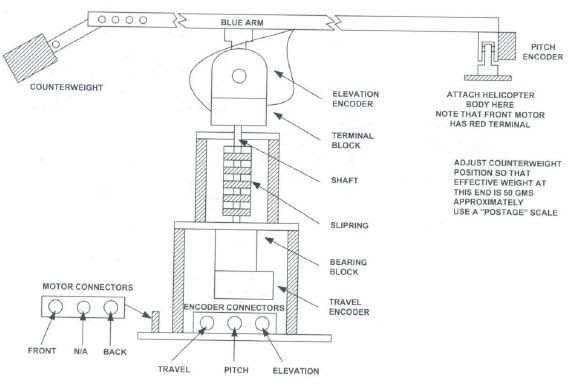 BLUE ARM
COUNTERWEIGHT
PITCH
ENCODER
ELEVATION
ENCODER
TERMINAL
BLOCK
ATTACH HELICOPTER
BODY HERE
NOTE THAT FRONT MOTOR
HAS RED TERMINAL
SHAFT
ADJUST COUNTERWEIGHT
POSITION SO THAT
EFFECTIVE WEIGHT AT
THIS END IS 50 GMS
APPROXIMATELY
USE A "POSTAGE" SCALE
SLIPRING
BEARING
BLOCK
TRAVEL
ENCODER
MOTOR CONNECTORS
ENCODER CONNECTORS
FRONT N/A BACK
TRAVEL PITCH ELEVATION